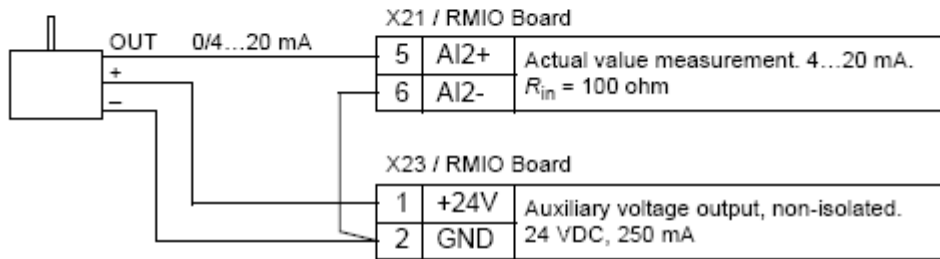 X21 / RMIO Board
OUT 0/4...20 mA
5 AI2+ Actual value measurement. 4...20 mA.
+
6 AI2- Rin = 100 ohm
–
X23 / RMIO Board
1 +24V Auxiliary voltage output, non-isolated.
2 GND 24 VDC, 250 mA